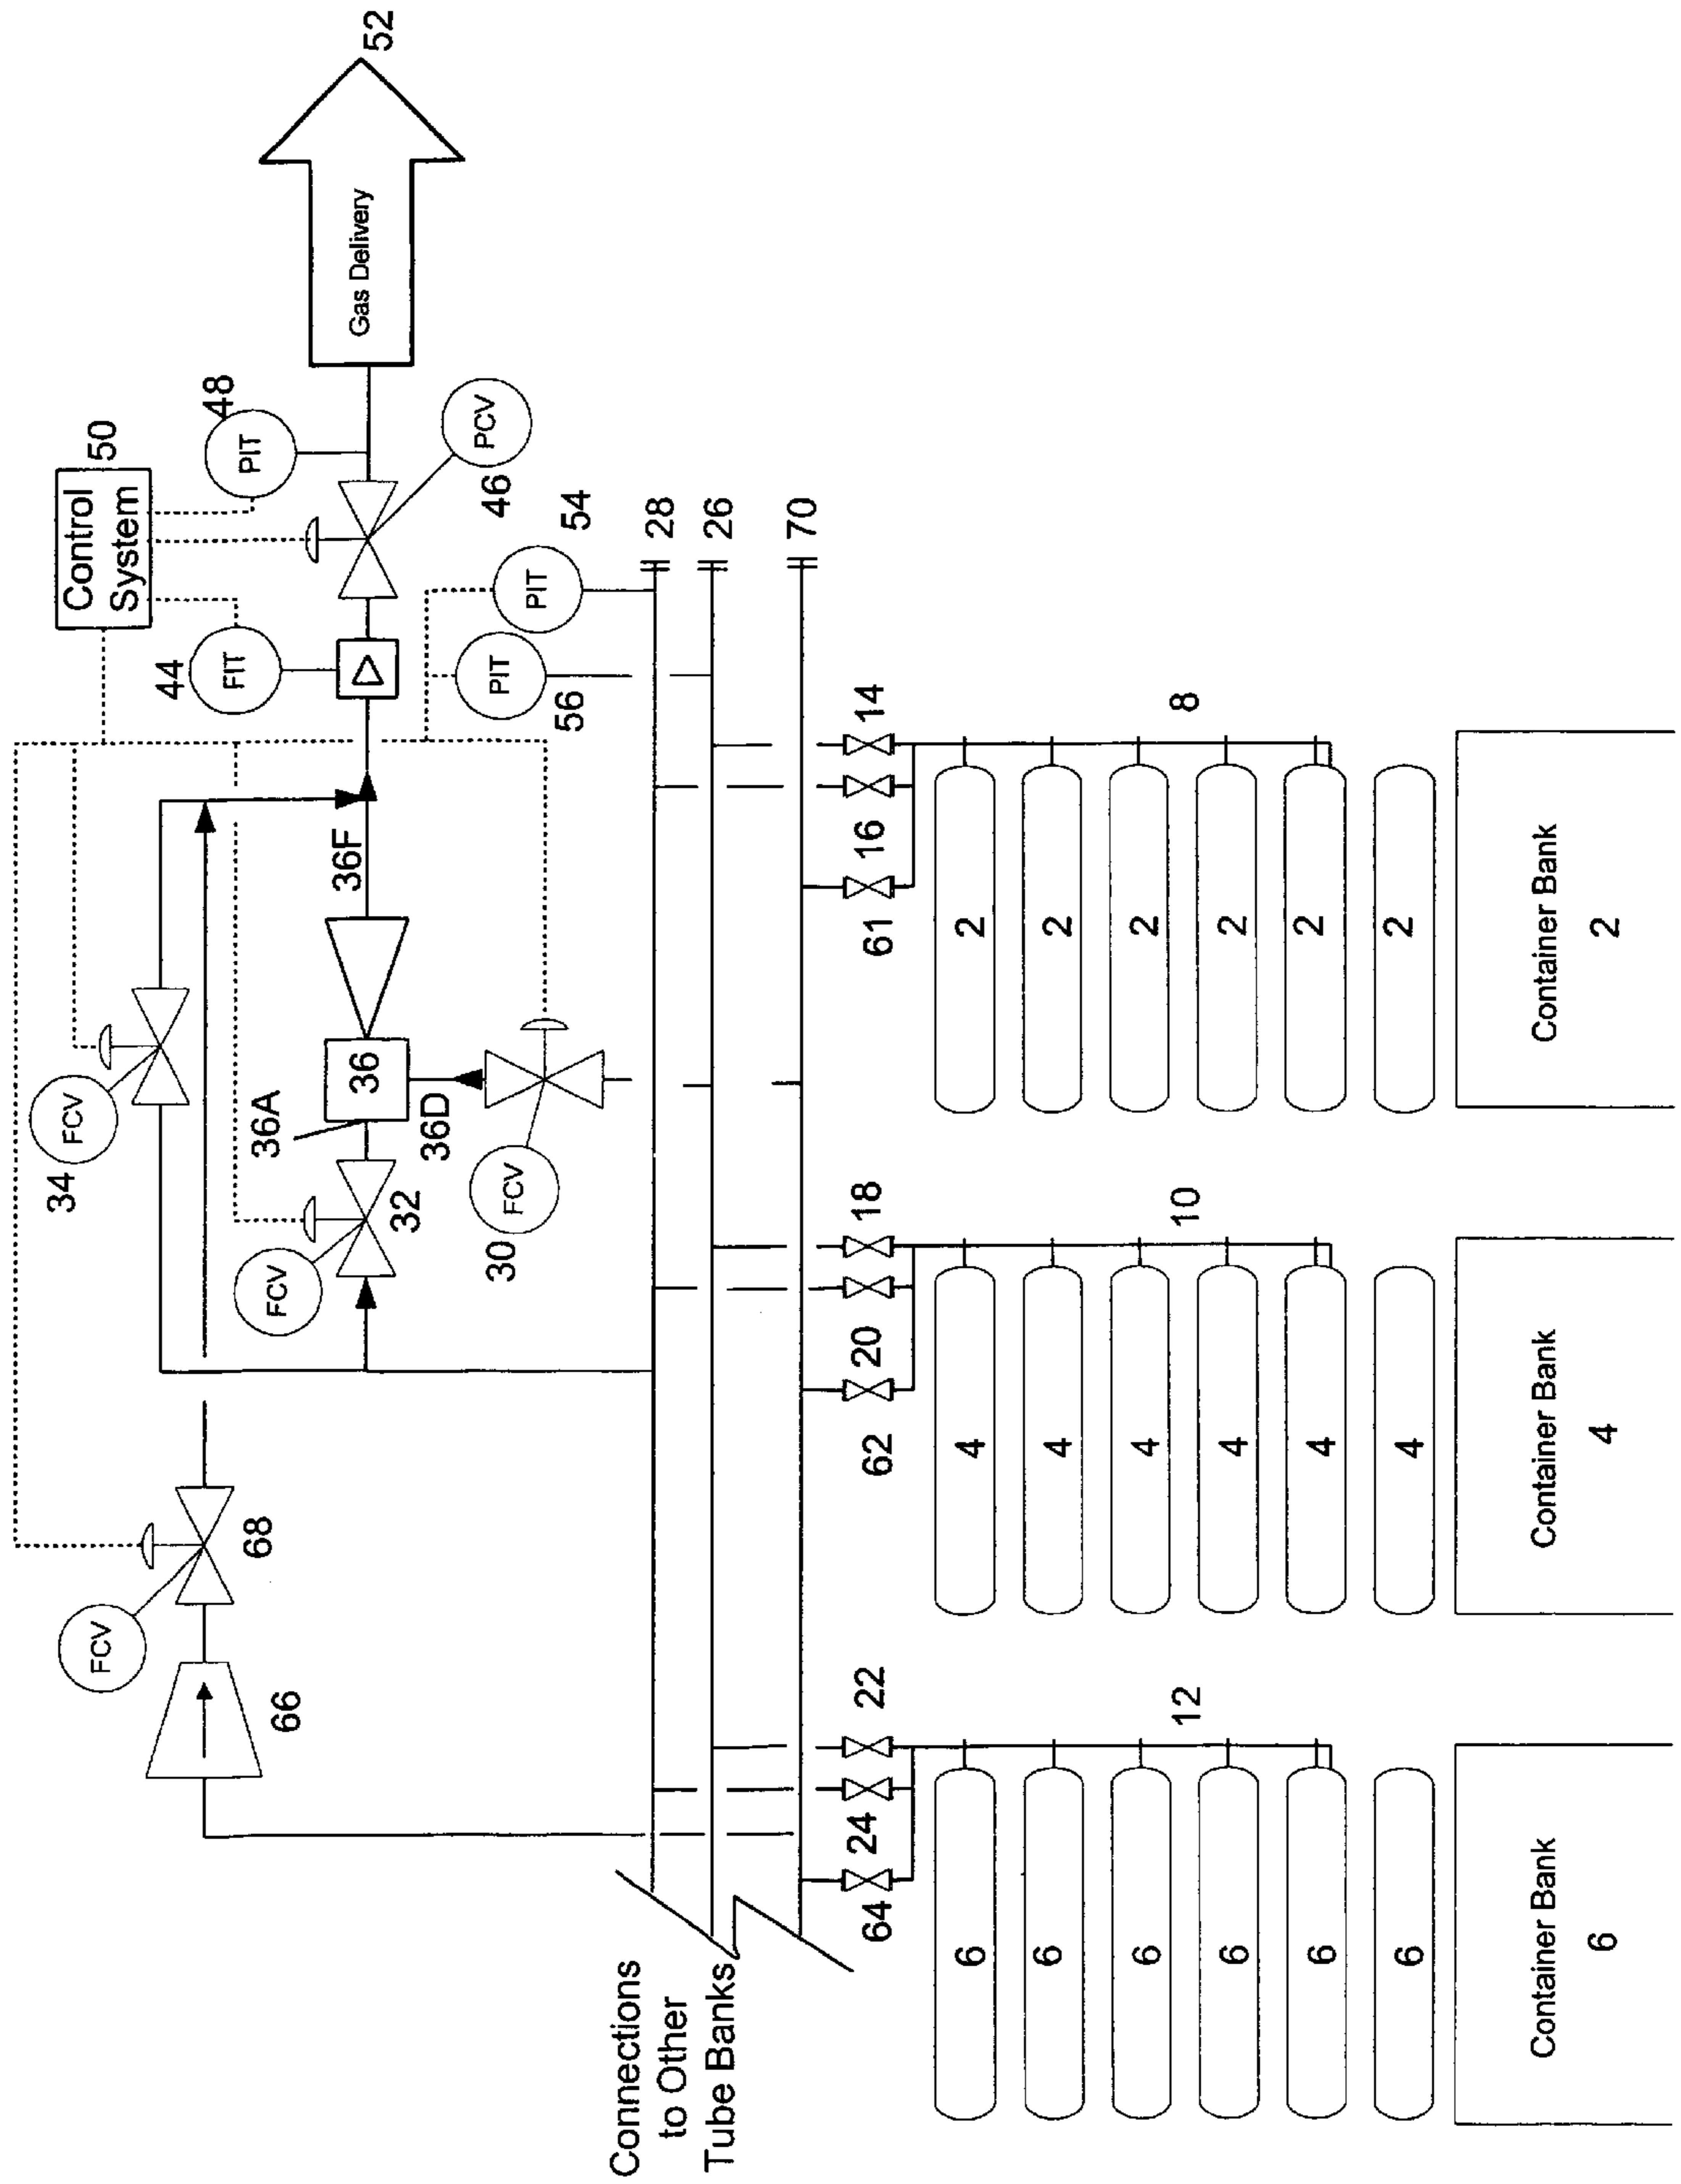 Control
System
50
34
FCV
FCV
44
FIT
PIT
48
68
36A
FCV
66
36F
Gas Delivery
52
36
32
36D
46
PCV
30
FCV
PIT
56
PIT
54
Connections
to Other
Tube Banks
28
26
70
64
24
22
62
20
18
61
16
14
6 4 2
6 4 2
6 4 2
12 10 8
6 4 2
6 4 2
6 4 2
Container Bank
6
Container Bank
4
Container Bank
2